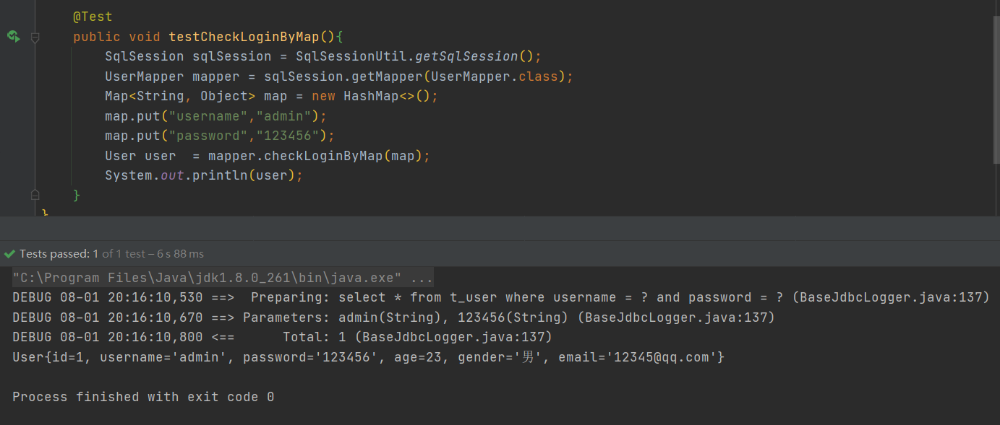 @Test
public void testCheckLoginByMap(){
SqlSession sqlSession = SqlSessionUtil.getSqlSession();
UserMapper mapper = sqlSession.getMapper(UserMapper.class);
Map<String, Object> map = new HashMap<>();
map.put("username","admin");
map.put("password","123456");
User user  = mapper.checkLoginByMap(map);
System.out.println(user);
}
}
Tests passed: 1 of 1 test – 6 s 88 ms
"C:\Program Files\Java\jdk1.8.0_261\bin\java.exe" ...
DEBUG 08-01 20:16:10,530 ==>  Preparing: select * from t_user where username = ? and password = ? (BaseJdbcLogger.java:137)
DEBUG 08-01 20:16:10,670 ==> Parameters: admin(String), 123456(String) (BaseJdbcLogger.java:137)
DEBUG 08-01 20:16:10,800 <==      Total: 1 (BaseJdbcLogger.java:137)
User{id=1, username='admin', password='123456', age=23, gender='男', email='12345@qq.com'}
Process finished with exit code 0